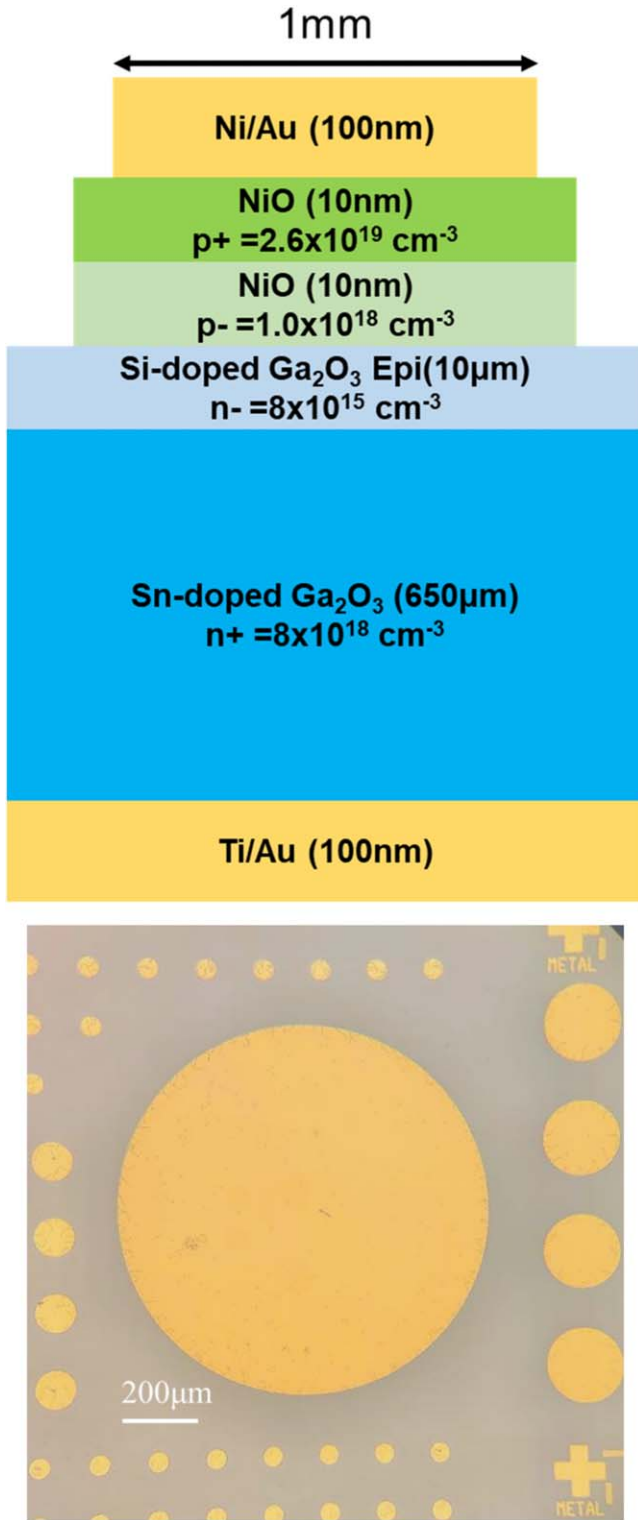 1mm
Ni/Au (100nm)
NiO (10nm)
p+ =2.6x10¹⁹ cm⁻³
NiO (10nm)
p- =1.0x10¹⁸ cm⁻³
Si-doped Ga₂O₃ Epi(10µm)
n- =8x10¹⁵ cm⁻³
Sn-doped Ga₂O₃ (650µm)
n+ =8x10¹⁸ cm⁻³
Ti/Au (100nm)
METAL
200µm
METAL